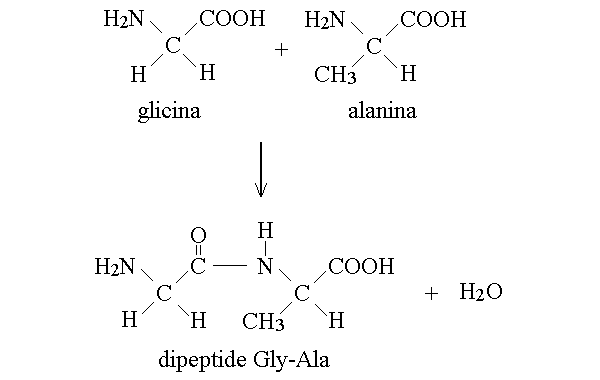 H2N COOH H2N COOH
C + C
H H CH3 H
glicina alanina
O H
H2N C N COOH
C C + H2O
H H CH3 H
dipeptide Gly-Ala